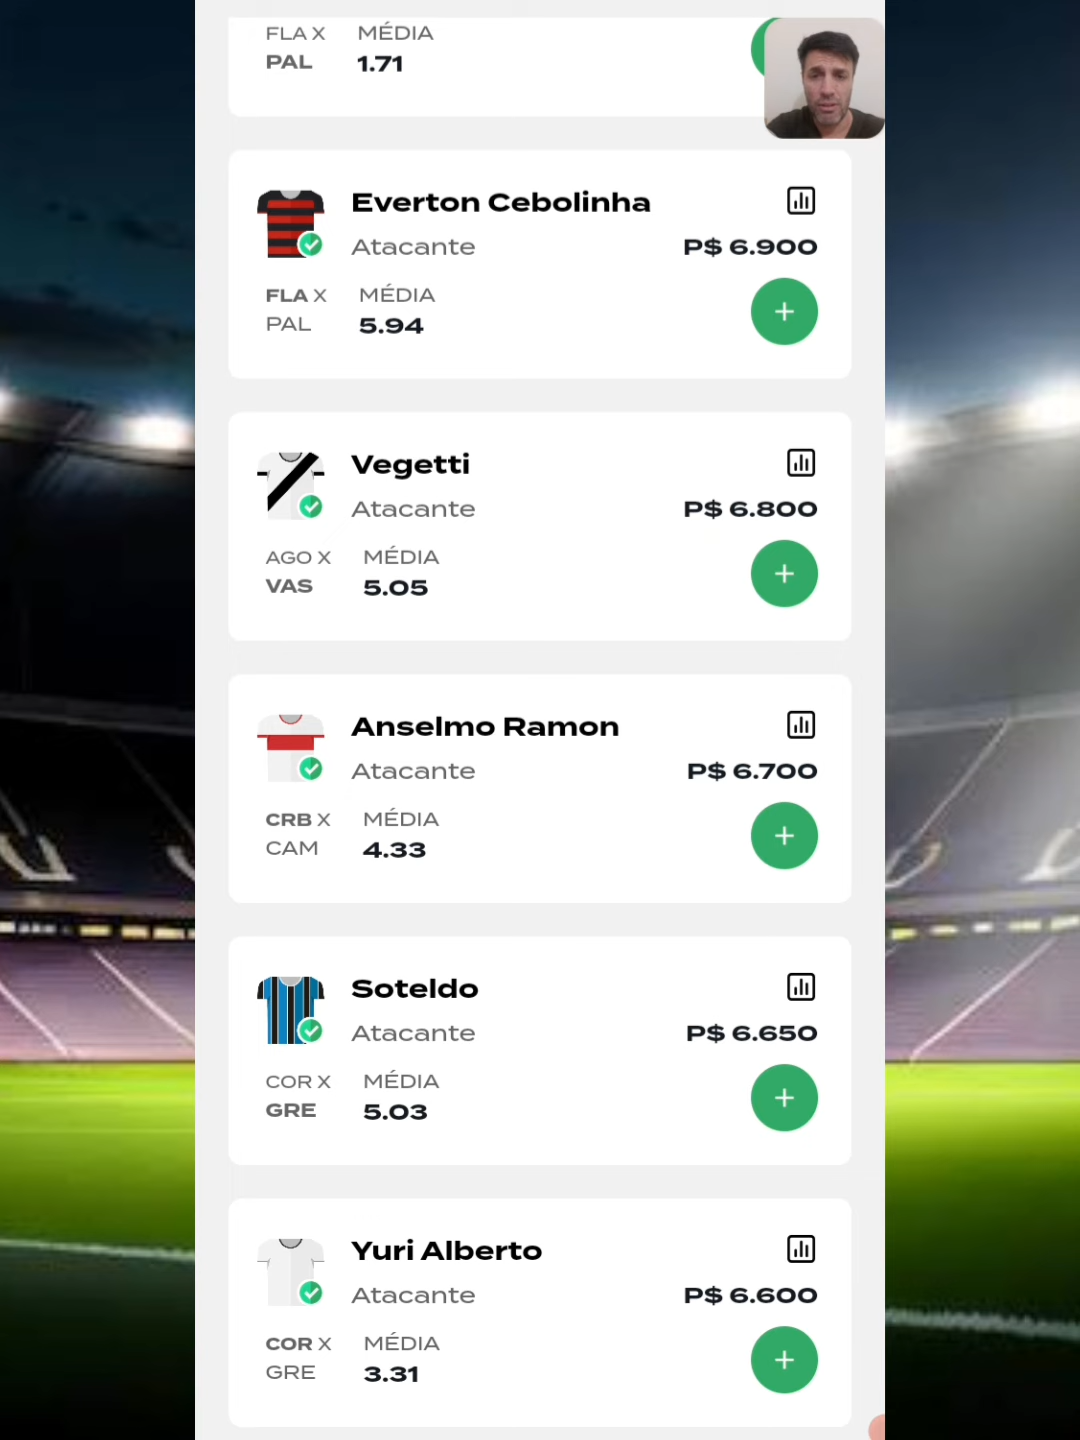 FLA X MÉDIA
PAL 1.71
Everton Cebolinha
Atacante P$ 6.900
FLA X MÉDIA
PAL 5.94
Vegetti
Atacante P$ 6.800
AGO X MÉDIA
VAS 5.05
Anselmo Ramon
Atacante P$ 6.700
CRB X MÉDIA
CAM 4.33
Soteldo
Atacante P$ 6.650
COR X MÉDIA
GRE 5.03
Yuri Alberto
Atacante P$ 6.600
COR X MÉDIA
GRE 3.31